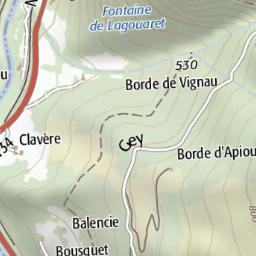 Fontaine
de Lagouaret
530
Borde de Vignau
Clavère
Gey
Borde d'Apiou
Balencie
Bousquet